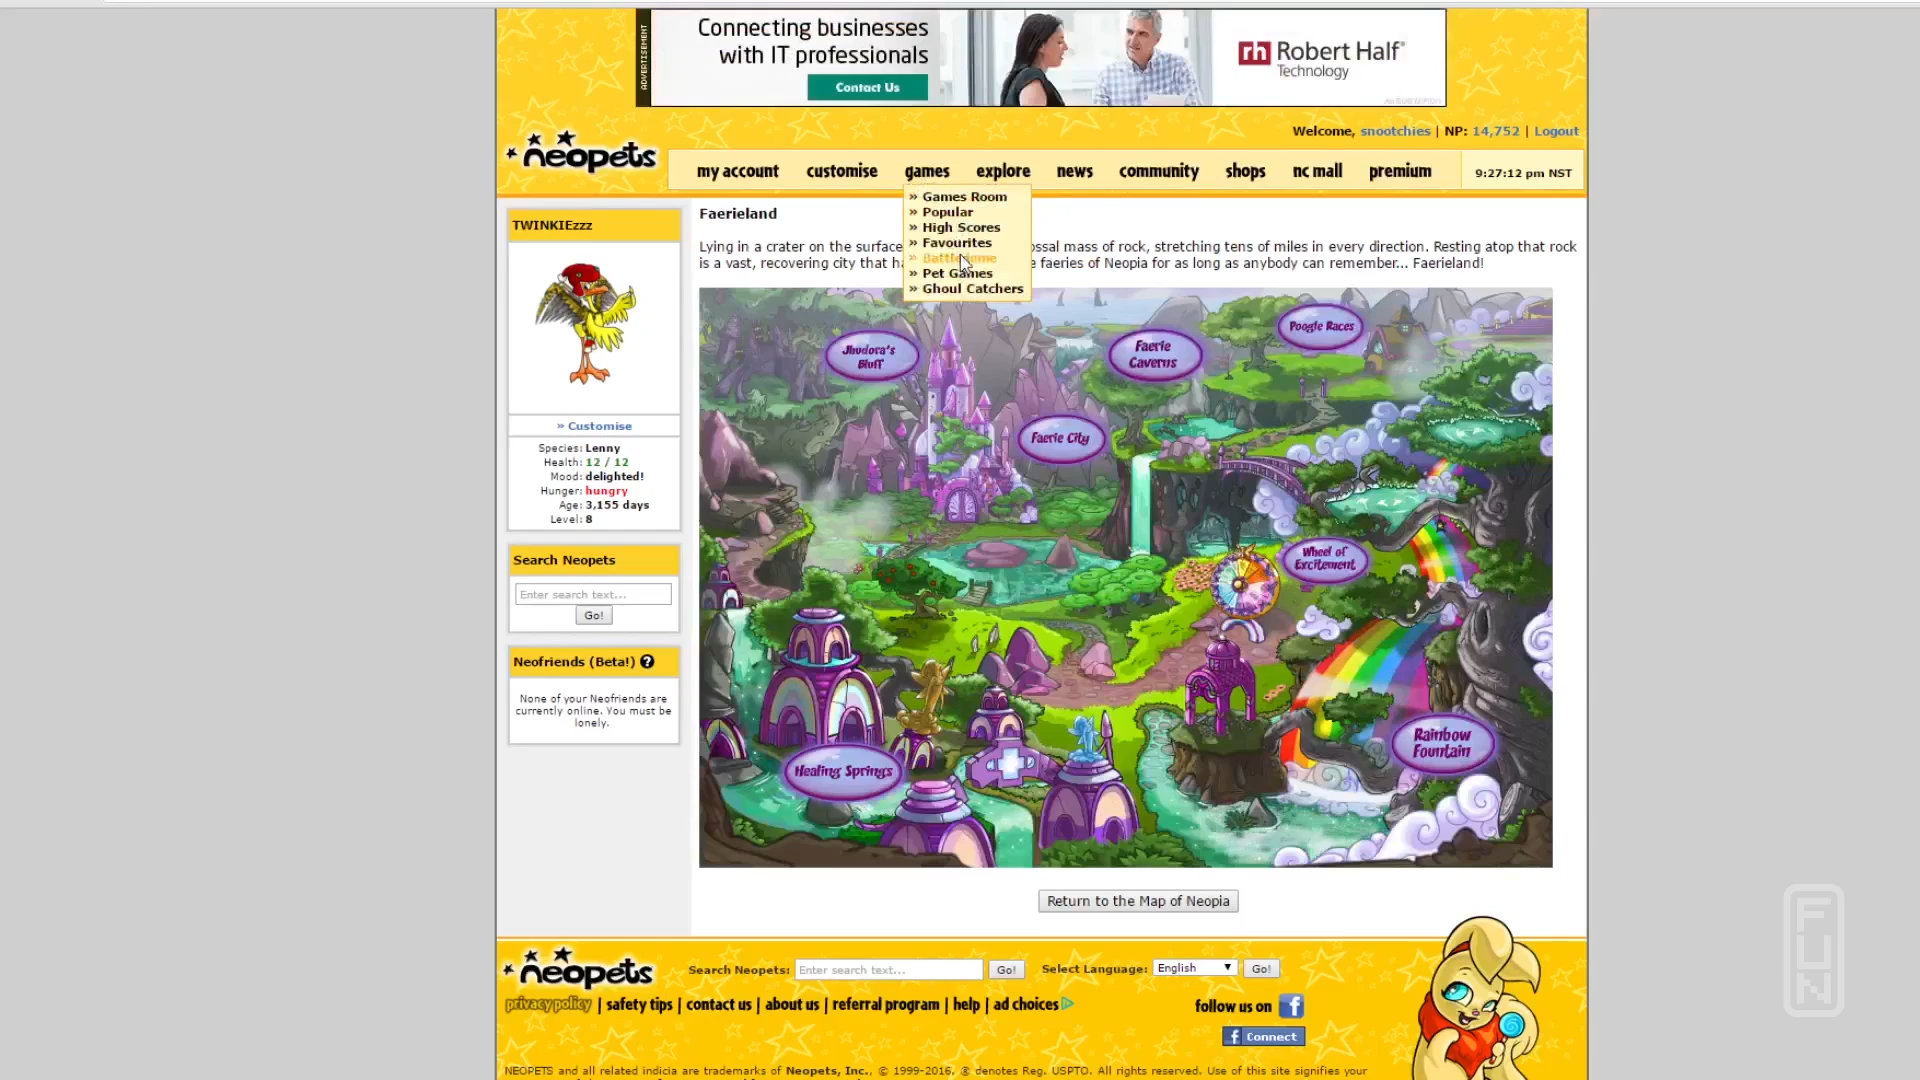 ADVERTISEMENT
Connecting businesses
with IT professionals
Contact Us
rh Robert Half®
Technology
Welcome, snootchies | NP: 14,752 | Logout
neopets
my account customise games explore news community shops nc mall premium 9:27:12 pm NST
» Games Room
» Popular
» High Scores
» Favourites
» Battledome
» Pet Games
» Ghoul Catchers
TWINKIEzzz
» Customise
Species: Lenny
Health: 12 / 12
Mood: delighted!
Hunger: hungry
Age: 3,155 days
Level: 8
Search Neopets
Enter search text...
Go!
Neofriends (Beta!) ?
None of your Neofriends are
currently online. You must be
lonely.
Faerieland
Lying in a crater on the surface ossal mass of rock, stretching tens of miles in every direction. Resting atop that rock
is a vast, recovering city that ha e faeries of Neopia for as long as anybody can remember... Faerieland!
Jhudora's
Bluff
Faerie
Caverns
Poogle Races
Faerie City
Wheel of
Excitement
Rainbow
Fountain
Healing Springs
Return to the Map of Neopia
neopets
Search Neopets: Enter search text... Go! Select Language: English Go!
privacy policy | safety tips | contact us | about us | referral program | help | ad choices
follow us on f
f Connect
NEOPETS and all related indicia are trademarks of Neopets, Inc., © 1999-2016. ® denotes Reg. USPTO. All rights reserved. Use of this site signifies your
FUN